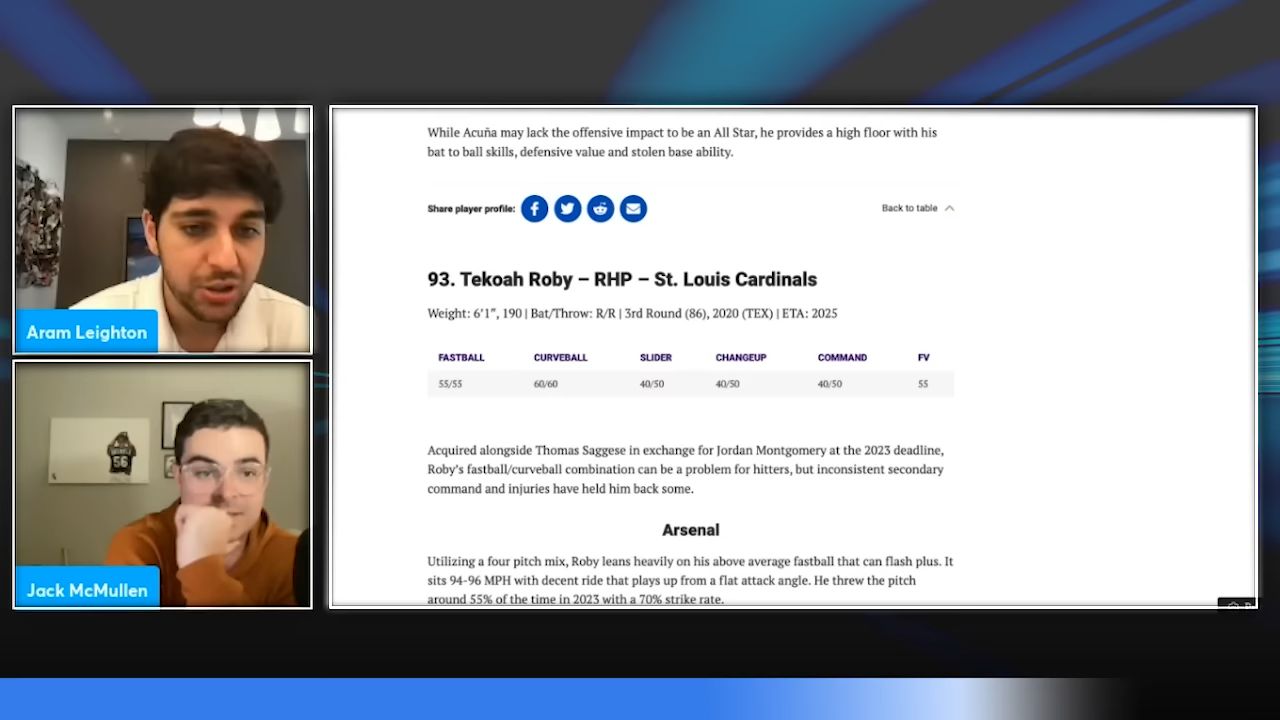 While Acuña may lack the offensive impact to be an All Star, he provides a high floor with his
bat to ball skills, defensive value and stolen base ability.
Share player profile:
Back to table
93. Tekoah Roby – RHP – St. Louis Cardinals
Weight: 6’1”, 190 | Bat/Throw: R/R | 3rd Round (86), 2020 (TEX) | ETA: 2025
FASTBALL CURVEBALL SLIDER CHANGEUP COMMAND FV
55/55 60/60 40/50 40/50 40/50 55
Acquired alongside Thomas Saggese in exchange for Jordan Montgomery at the 2023 deadline,
Roby’s fastball/curveball combination can be a problem for hitters, but inconsistent secondary
command and injuries have held him back some.
Arsenal
Utilizing a four pitch mix, Roby leans heavily on his above average fastball that can flash plus. It
sits 94-96 MPH with decent ride that plays up from a flat attack angle. He threw the pitch
around 55% of the time in 2023 with a 70% strike rate.
Aram Leighton
56
Jack McMullen